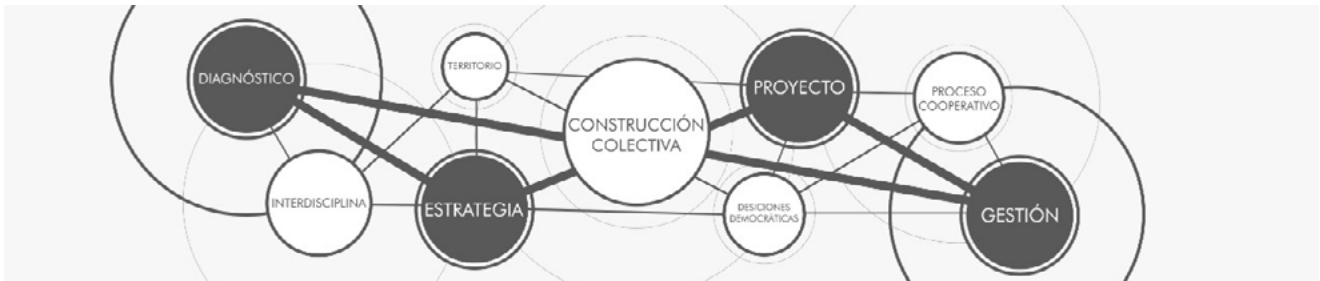 DIAGNÓSTICO
TERRITORIO
CONSTRUCCIÓN
COLECTIVA
PROYECTO
PROCESO
COOPERATIVO
INTERDISCIPLINA
ESTRATEGIA
DESICIONES
DEMOCRÁTICAS
GESTIÓN